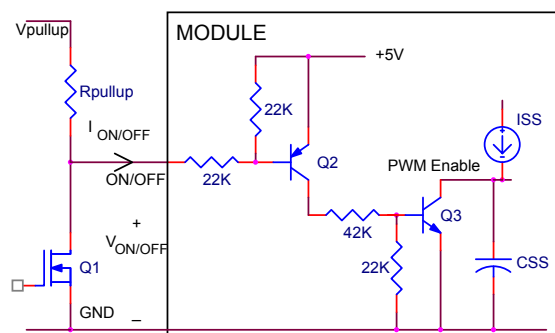 Vpullup
MODULE
+5V
Rpullup
22K
ISS
I ON/OFF
Q2
PWM Enable
ON/OFF
22K
+
Q3
42K
V ON/OFF
22K
CSS
Q1
GND
–